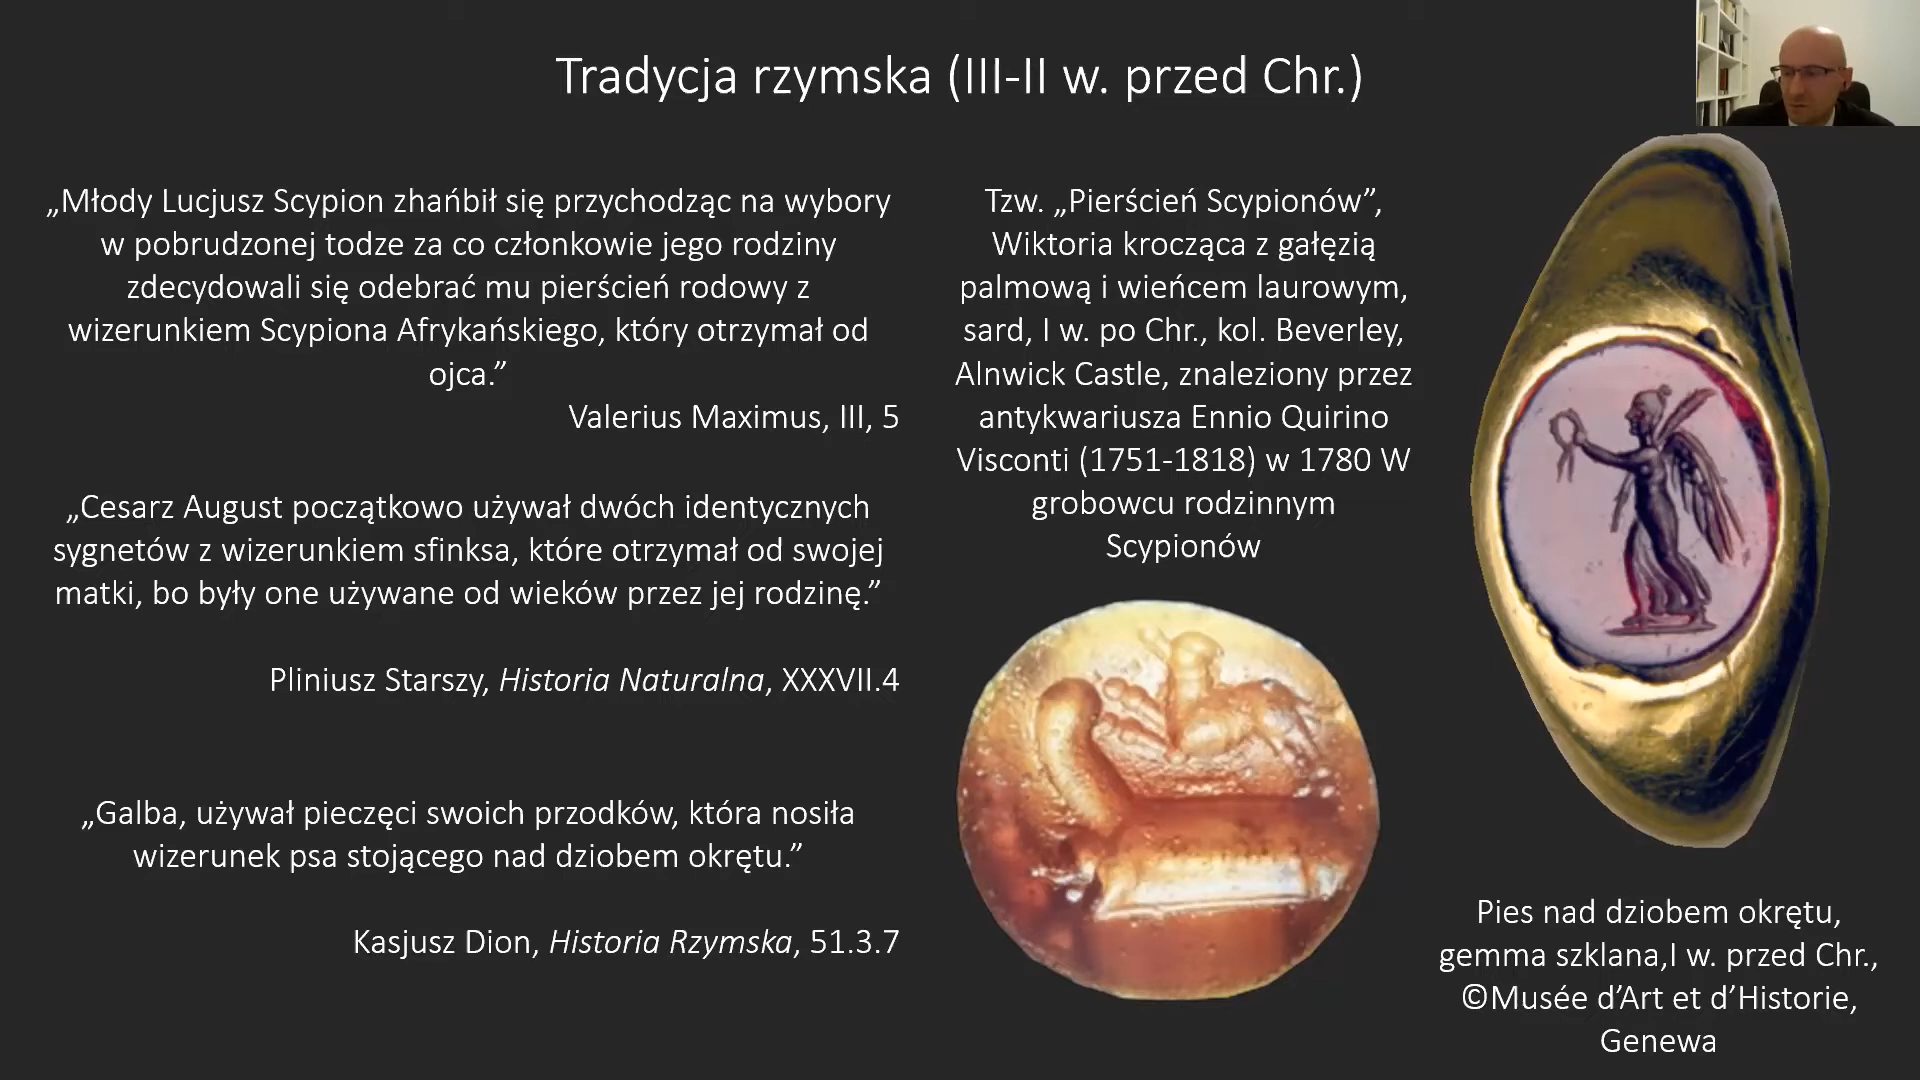 Tradycja rzymska (III-II w. przed Chr.)
„Młody Lucjusz Scypion zhańbił się przychodząc na wybory
w pobrudzonej todze za co członkowie jego rodziny
zdecydowali się odebrać mu pierścień rodowy z
wizerunkiem Scypiona Afrykańskiego, który otrzymał od
ojca.”
Valerius Maximus, III, 5
„Cesarz August początkowo używał dwóch identycznych
sygnetów z wizerunkiem sfinksa, które otrzymał od swojej
matki, bo były one używane od wieków przez jej rodzinę.”
Pliniusz Starszy, Historia Naturalna, XXXVII.4
„Galba, używał pieczęci swoich przodków, która nosiła
wizerunek psa stojącego nad dziobem okrętu.”
Kasjusz Dion, Historia Rzymska, 51.3.7
Tzw. „Pierścień Scypionów”,
Wiktoria krocząca z gałęzią
palmową i wieńcem laurowym,
sard, I w. po Chr., kol. Beverley,
Alnwick Castle, znaleziony przez
antykwariusza Ennio Quirino
Visconti (1751-1818) w 1780 W
grobowcu rodzinnym
Scypionów
Pies nad dziobem okrętu,
gemma szklana,I w. przed Chr.,
©Musée d’Art et d’Historie,
Genewa